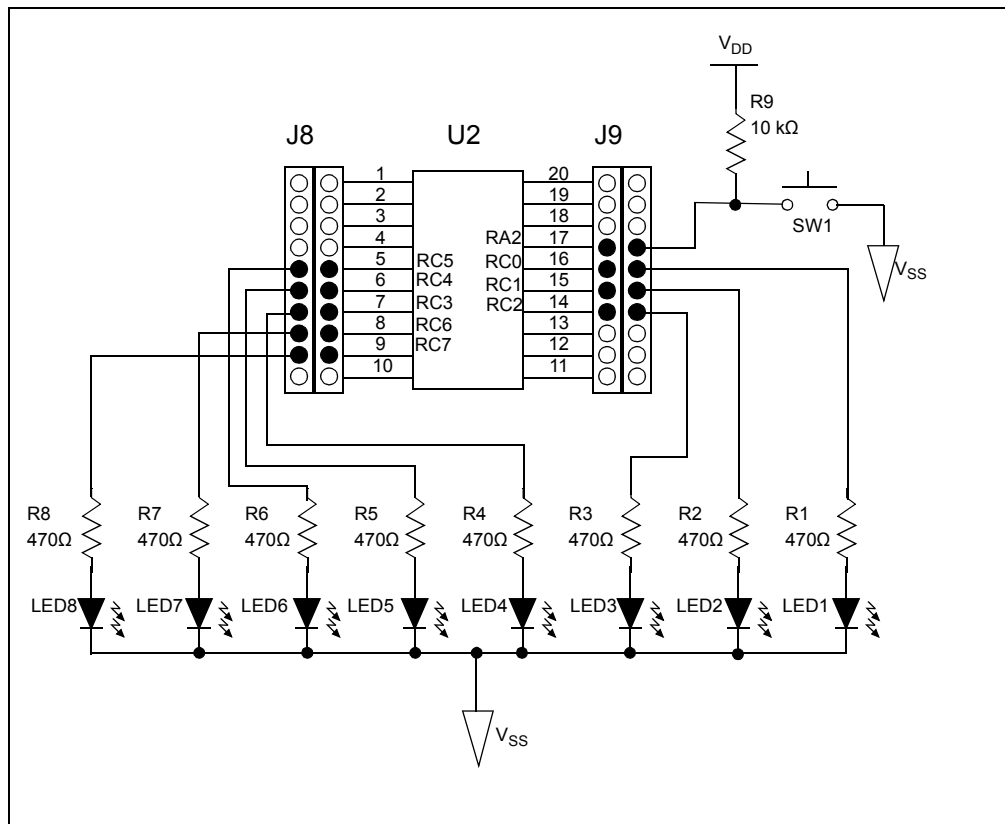 V_DD
R9
10 kΩ
J8
U2
J9
SW1
V_SS
1
2
3
4
5
6
7
8
9
10
RC5
RC4
RC3
RC6
RC7
RA2
RC0
RC1
RC2
20
19
18
17
16
15
14
13
12
11
R8
470Ω
R7
470Ω
R6
470Ω
R5
470Ω
R4
470Ω
R3
470Ω
R2
470Ω
R1
470Ω
LED8
LED7
LED6
LED5
LED4
LED3
LED2
LED1
V_SS